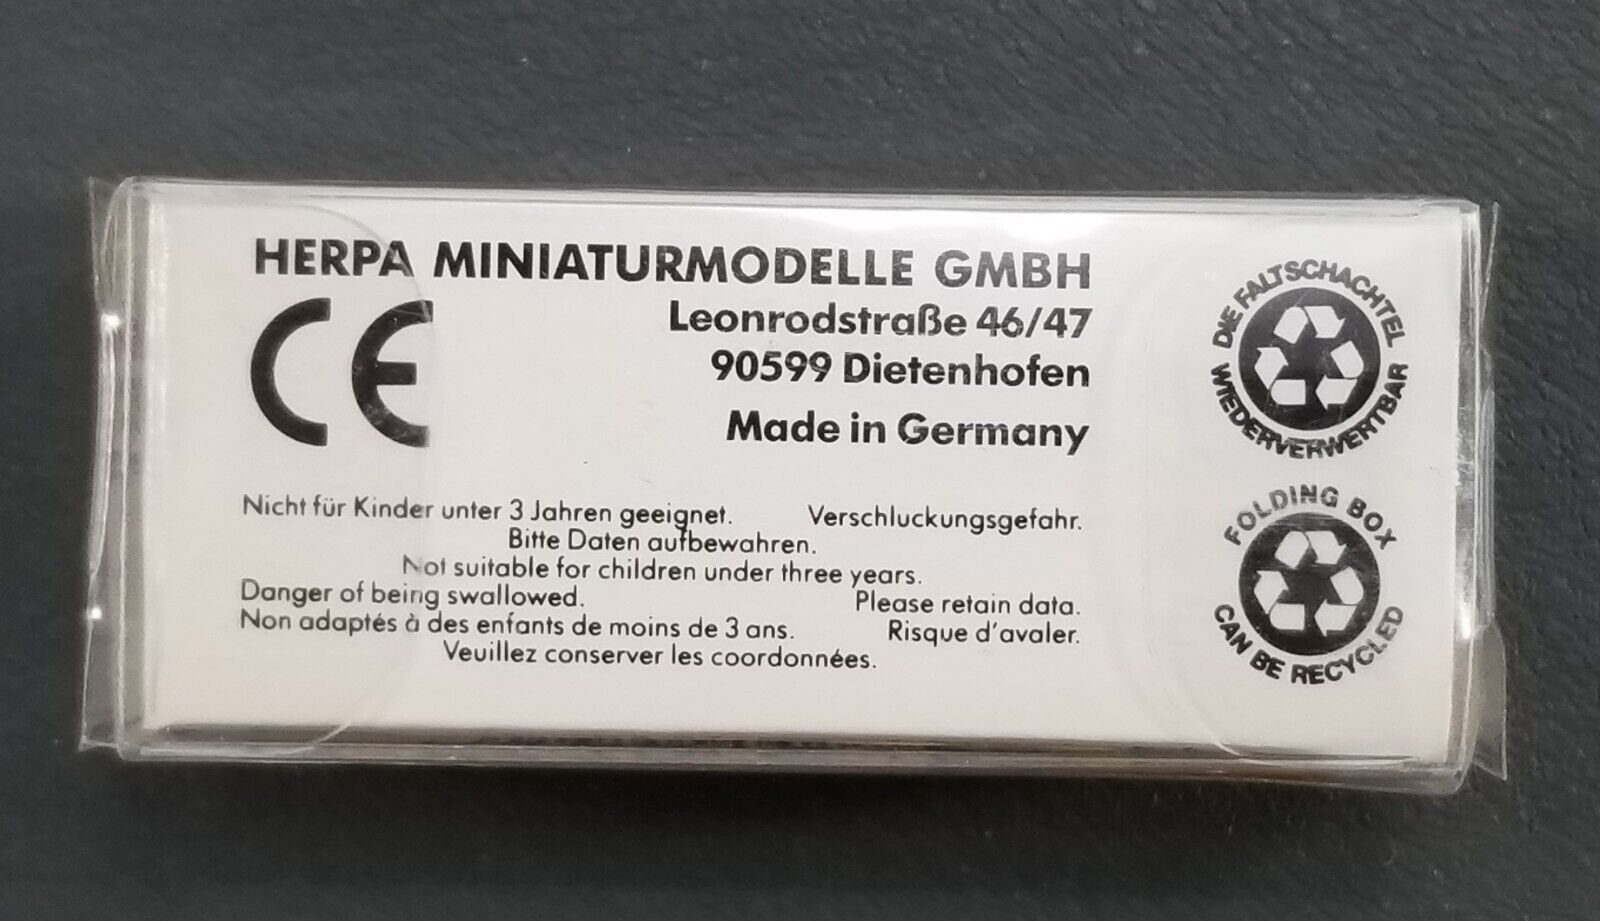 HERPA MINIATURMODELLE GMBH
CE
Leonrodstraße 46/47
90599 Dietenhofen
Made in Germany
Nicht für Kinder unter 3 Jahren geeignet. Verschluckungsgefahr.
Bitte Daten aufbewahren.
Not suitable for children under three years.
Danger of being swallowed. Please retain data.
Non adaptés à des enfants de moins de 3 ans. Risque d'avaler.
Veuillez conserver les coordonnées.
DIE FALTSCHACHTEL
WIEDERVERWERTBAR
FOLDING BOX
CAN BE RECYCLED